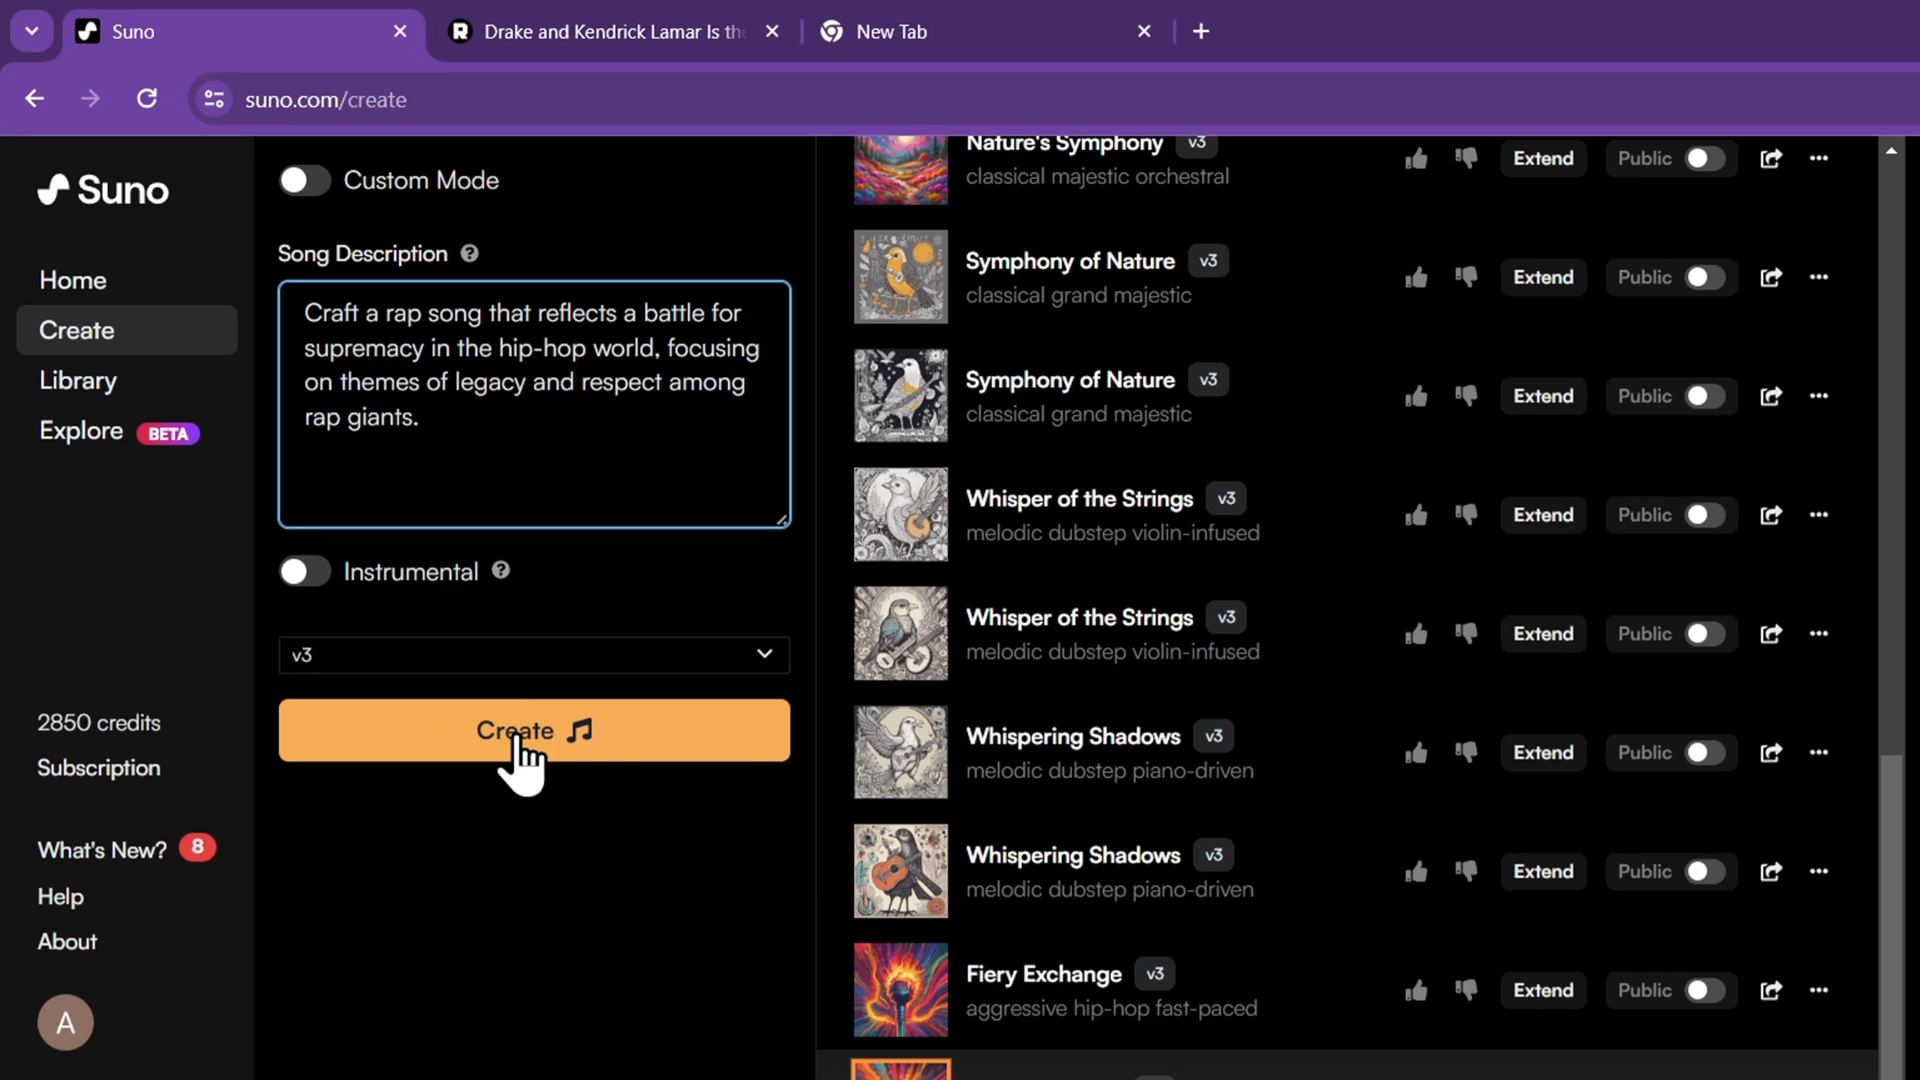 Suno
Drake and Kendrick Lamar Is the
New Tab
suno.com/create
Suno
Home
Create
Library
Explore BETA
2850 credits
Subscription
What's New? 8
Help
About
A
Custom Mode
Song Description ?
Craft a rap song that reflects a battle for
supremacy in the hip-hop world, focusing
on themes of legacy and respect among
rap giants.
Instrumental ?
v3
Create
Nature's Symphony v3
classical majestic orchestral
Extend Public
Symphony of Nature v3
classical grand majestic
Extend Public
Symphony of Nature v3
classical grand majestic
Extend Public
Whisper of the Strings v3
melodic dubstep violin-infused
Extend Public
Whisper of the Strings v3
melodic dubstep violin-infused
Extend Public
Whispering Shadows v3
melodic dubstep piano-driven
Extend Public
Whispering Shadows v3
melodic dubstep piano-driven
Extend Public
Fiery Exchange v3
aggressive hip-hop fast-paced
Extend Public